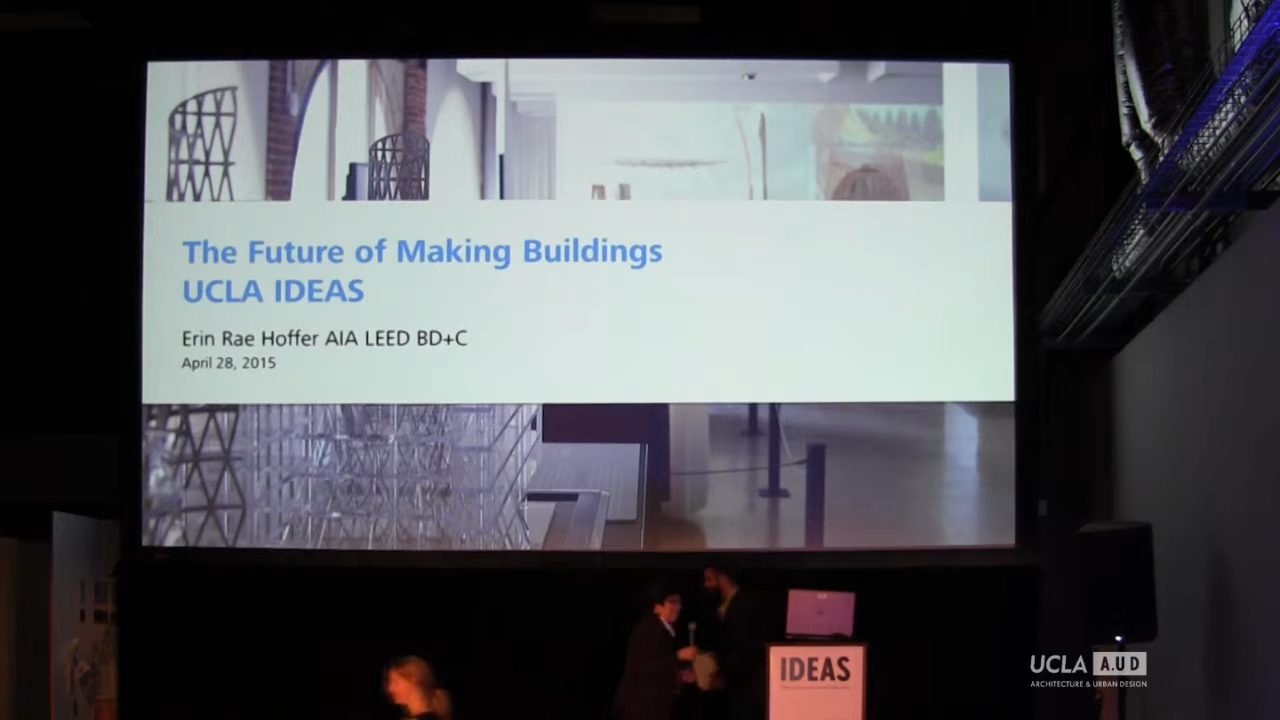 The Future of Making Buildings
UCLA IDEAS
Erin Rae Hoffer AIA LEED BD+C
April 28, 2015
IDEAS
UCLA A.UD
ARCHITECTURE & URBAN DESIGN